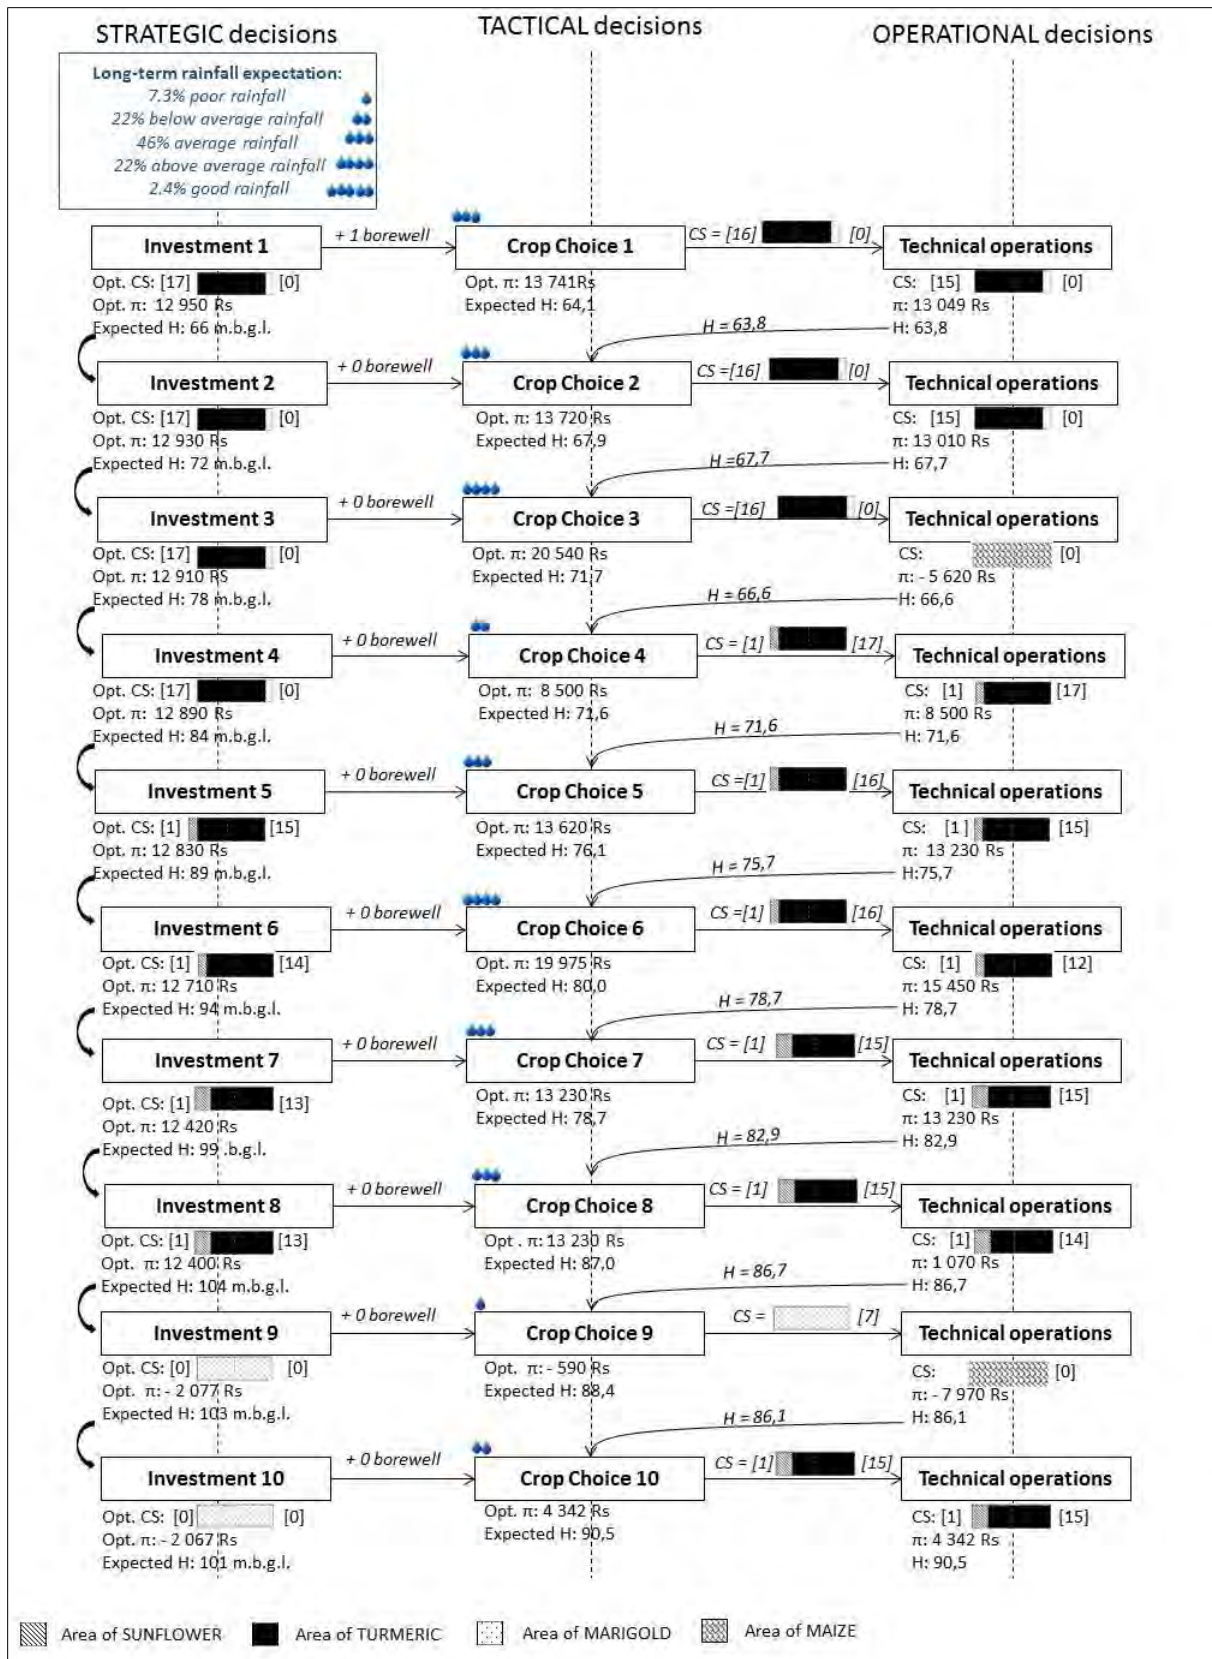 STRATEGIC decisions
TACTICAL decisions
OPERATIONAL decisions
Long-term rainfall expectation:
7.3% poor rainfall
22% below average rainfall
46% average rainfall
22% above average rainfall
2.4% good rainfall
Investment 1
+ 1 borewell
Crop Choice 1
CS = [16] [0]
Technical operations
Opt. CS: [17] [0]
Opt. π: 12 950 Rs
Expected H: 66 m.b.g.l.
Opt. π: 13 741Rs
Expected H: 64,1
CS: [15] [0]
π: 13 049 Rs
H: 63,8
H = 63,8
Investment 2
+ 0 borewell
Crop Choice 2
CS =[16] [0]
Technical operations
Opt. CS: [17] [0]
Opt. π: 12 930 Rs
Expected H: 72 m.b.g.l.
Opt. π: 13 720 Rs
Expected H: 67,9
CS: [15] [0]
π: 13 010 Rs
H: 67,7
H =67,7
Investment 3
+0 borewell
Crop Choice 3
CS =[16] [0]
Technical operations
Opt. CS: [17] [0]
Opt. π: 12 910 RS
Expected H: 78 m.b.g.l.
Opt. π: 20 540 Rs
Expected H: 71,7
CS: [0]
π: - 5 620 Rs
H: 66,6
H = 66,6
Investment 4
+ 0 borewell
Crop Choice 4
CS = [1] [17]
Technical operations
Opt. CS: [17] [0]
Opt. π: 12 890 Rs
Expected H: 84 m.b.g.l.
Opt. π: 8 500 Rs
Expected H: 71,6
CS: [1] [17]
π: 8 500 Rs
H: 71,6
H = 71,6
Investment 5
+ 0 borewell
Crop Choice 5
CS =[1] [16]
Technical operations
Opt. CS: [1] [15]
Opt. π: 12 830 Rs
Expected H: 89 m.b.g.l.
Opt. π: 13 620 Rs
Expected H: 76,1
CS: [1 ] [15]
π: 13 230 Rs
H:75,7
H = 75,7
Investment 6
+ 0 borewell
Crop Choice 6
CS =[1] [16]
Technical operations
Opt. CS: [1] [14]
Opt. π: 12 710 Rs
Expected H: 94 m.b.g.l.
Opt. π: 19 975 Rs
Expected H: 80,0
CS: [1] [12]
π: 15 450 Rs
H: 78,7
H = 78,7
Investment 7
+ 0 borewell
Crop Choice 7
CS = [1] [15]
Technical operations
Opt. CS: [1] [13]
Opt. π: 12 420 Rs
Expected H: 99 .b.g.l.
Opt. π: 13 230 Rs
Expected H: 78,7
CS: [1] [15]
π: 13 230 Rs
H: 82,9
H = 82,9
Investment 8
+ 0 borewell
Crop Choice 8
CS = [1] [15]
Technical operations
Opt. CS: [1] [13]
Opt. π: 12 400 Rs
Expected H: 104 m.b.g.l.
Opt . π: 13 230 Rs
Expected H: 87,0
CS: [1] [14]
π: 1 070 Rs
H: 86,7
H = 86,7
Investment 9
+ 0 borewell
Crop Choice 9
CS = [7]
Technical operations
Opt. CS: [0] [0]
Opt. π: - 2 077 Rs
Expected H: 103 m.b.g.l.
Opt. π: - 590 Rs
Expected H: 88,4
CS: [0]
π: - 7 970 Rs
H: 86,1
H = 86,1
Investment 10
+ 0 borewell
Crop Choice 10
CS = [1] [15]
Technical operations
Opt. CS: [0] [0]
Opt. π: - 2 067 Rs
Expected H: 101 m.b.g.l.
Opt. π: 4 342 Rs
Expected H: 90,5
CS: [1] [15]
π: 4 342 Rs
H: 90,5
Area of SUNFLOWER
Area of TURMERIC
Area of MARIGOLD
Area of MAIZE